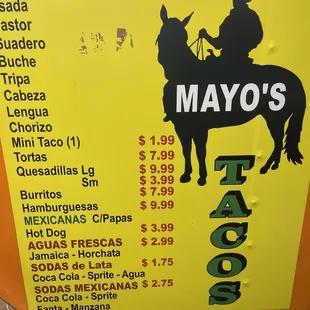 sada
astor
Suadero
Buche
Tripa
Cabeza
Lengua
Chorizo
Mini Taco (1) $ 1.99
Tortas $ 7.99
Quesadillas Lg $ 9.99
Sm $ 3.99
Burritos $ 7.99
Hamburguesas $ 9.99
MEXICANAS C/Papas
Hot Dog $ 3.99
AGUAS FRESCAS $ 2.99
Jamaica - Horchata
SODAS de Lata $ 1.75
Coca Cola - Sprite - Agua
SODAS MEXICANAS $ 2.75
Coca Cola - Sprite
Fanta - Manzana
MAYO'S
TACOS